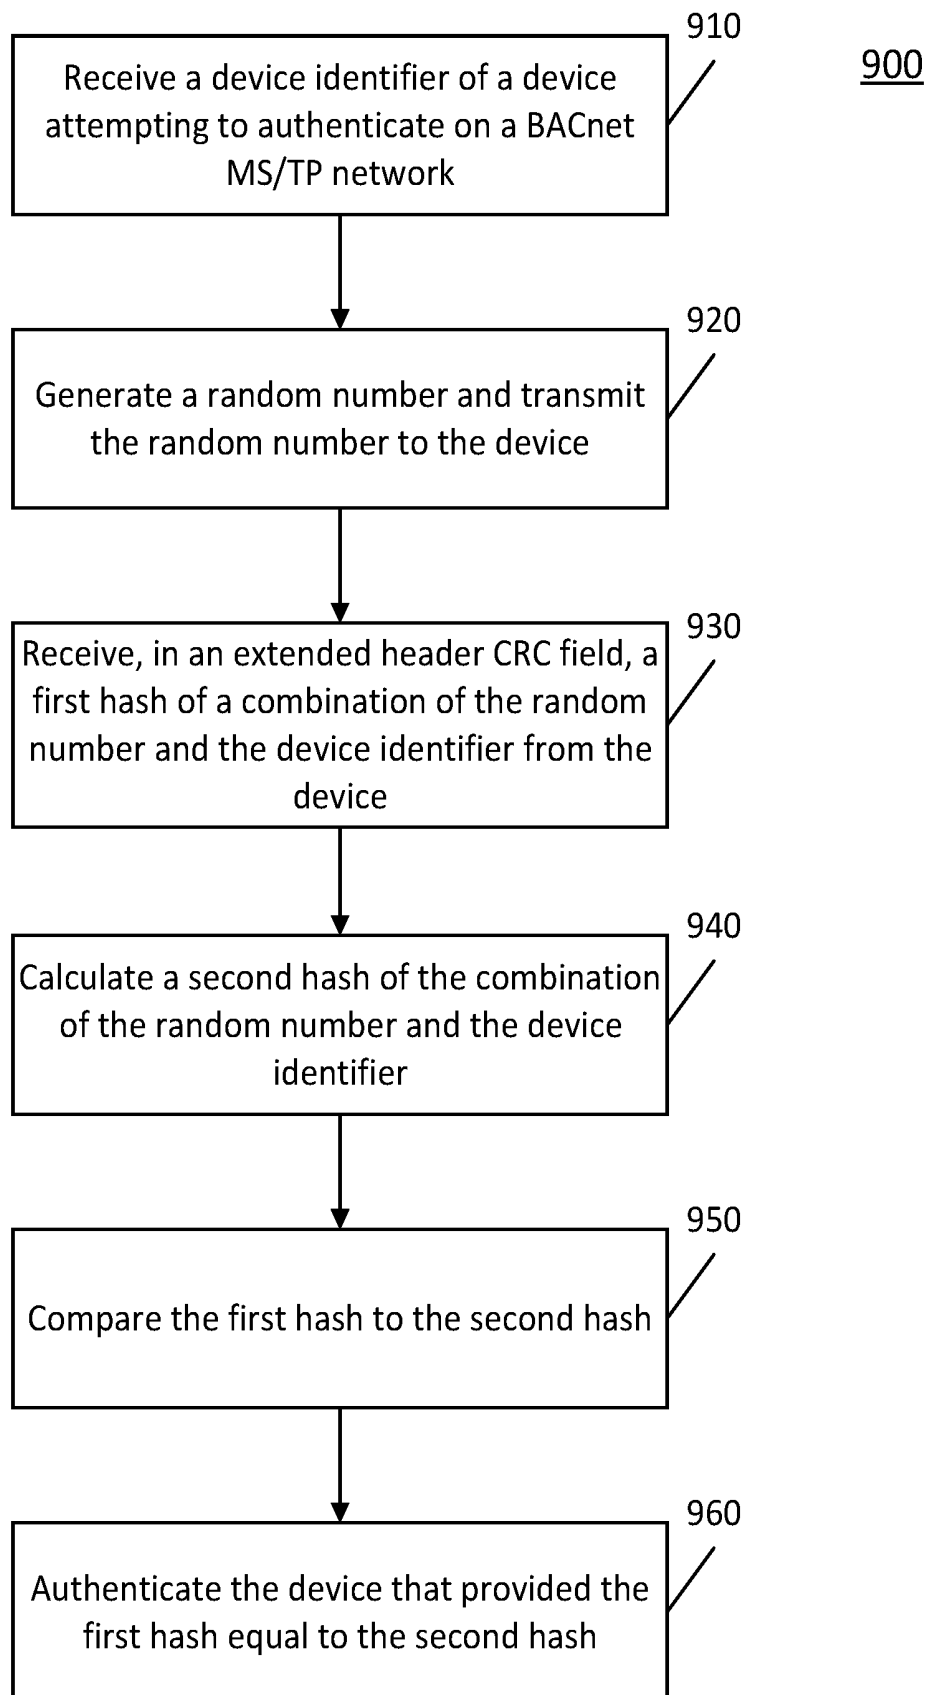 910
900
Receive a device identifier of a device
attempting to authenticate on a BACnet
MS/TP network
920
Generate a random number and transmit
the random number to the device
930
Receive, in an extended header CRC field, a
first hash of a combination of the random
number and the device identifier from the
device
940
Calculate a second hash of the combination
of the random number and the device
identifier
950
Compare the first hash to the second hash
960
Authenticate the device that provided the
first hash equal to the second hash